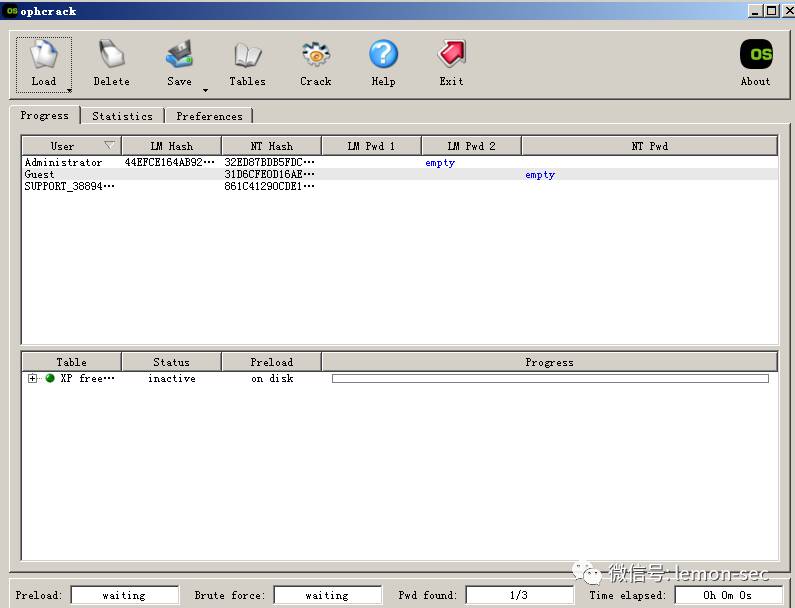 OS ophcrack
Load Delete Save Tables Crack Help Exit OS About
Progress Statistics Preferences
User LM Hash NT Hash LM Pwd 1 LM Pwd 2 NT Pwd
Administrator 44EFCE164AB92··· 32ED87BDB5FDC··· empty
Guest 31D6CFE0D16AE··· empty
SUPPORT_38894··· 861C41290CDE1···
Table Status Preload Progress
XP free··· inactive on disk
微信号: lemon-sec
Preload: waiting Brute force: waiting Pwd found: 1/3 Time elapsed: 0h 0m 0s